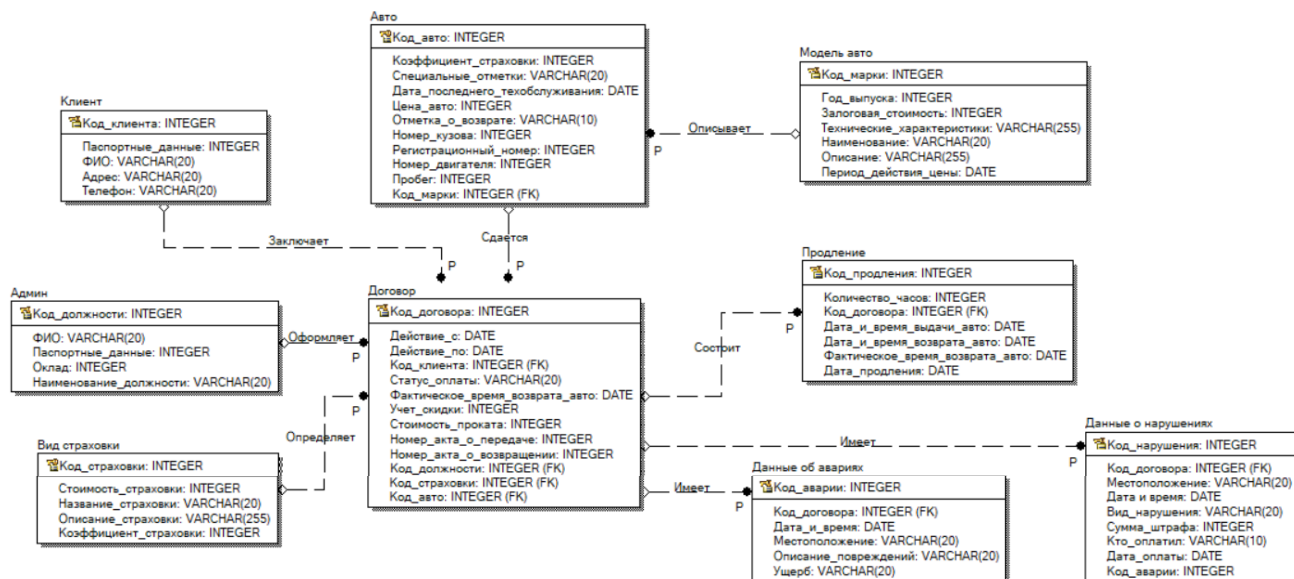 Авто
Код_авто: INTEGER
Коэффициент_страховки: INTEGER
Специальные_отметки: VARCHAR(20)
Дата_последнего_техобслуживания: DATE
Цена_авто: INTEGER
Отметка_о_возврате: VARCHAR(10)
Номер_кузова: INTEGER
Регистрационный_номер: INTEGER
Номер_двигателя: INTEGER
Пробег: INTEGER
Код_марки: INTEGER (FK)
Модель авто
Код_марки: INTEGER
Год_выпуска: INTEGER
Залоговая_стоимость: INTEGER
Технические_характеристики: VARCHAR(255)
Наименование: VARCHAR(20)
Описание: VARCHAR(255)
Период_действия_цены: DATE
Описывает
P
Клиент
Код_клиента: INTEGER
Паспортные_данные: INTEGER
ФИО: VARCHAR(20)
Адрес: VARCHAR(20)
Телефон: VARCHAR(20)
Заключает
P
Сдается
P
Админ
Код_должности: INTEGER
ФИО: VARCHAR(20)
Паспортные_данные: INTEGER
Оклад: INTEGER
Наименование_должности: VARCHAR(20)
Оформляет
P
Договор
Код_договора: INTEGER
Действие_с: DATE
Действие_по: DATE
Код_клиента: INTEGER (FK)
Статус_оплаты: VARCHAR(20)
Фактическое_время_возврата_авто: DATE
Учет_скидки: INTEGER
Стоимость_проката: INTEGER
Номер_акта_о_передаче: INTEGER
Номер_акта_о_возвращении: INTEGER
Код_должности: INTEGER (FK)
Код_страховки: INTEGER (FK)
Код_авто: INTEGER (FK)
Продление
Код_продления: INTEGER
Количество_часов: INTEGER
Код_договора: INTEGER (FK)
Дата_и_время_выдачи_авто: DATE
Дата_и_время_возврата_авто: DATE
Фактическое_время_возврата_авто: DATE
Дата_продления: DATE
Состоит
P
Вид страховки
Код_страховки: INTEGER
Стоимость_страховки: INTEGER
Название_страховки: VARCHAR(20)
Описание_страховки: VARCHAR(255)
Коэффициент_страховки: INTEGER
Определяет
P
Имеет
P
Данные о нарушениях
Код_нарушения: INTEGER
Код_договора: INTEGER (FK)
Местоположение: VARCHAR(20)
Дата и время: DATE
Вид_нарушения: VARCHAR(20)
Сумма_штрафа: INTEGER
Кто_оплатил: VARCHAR(10)
Дата_оплаты: DATE
Код_аварии: INTEGER
Имеет
P
Данные об авариях
Код_аварии: INTEGER
Код_договора: INTEGER (FK)
Дата_и_время: DATE
Местоположение: VARCHAR(20)
Описание_повреждений: VARCHAR(20)
Ущерб: VARCHAR(20)